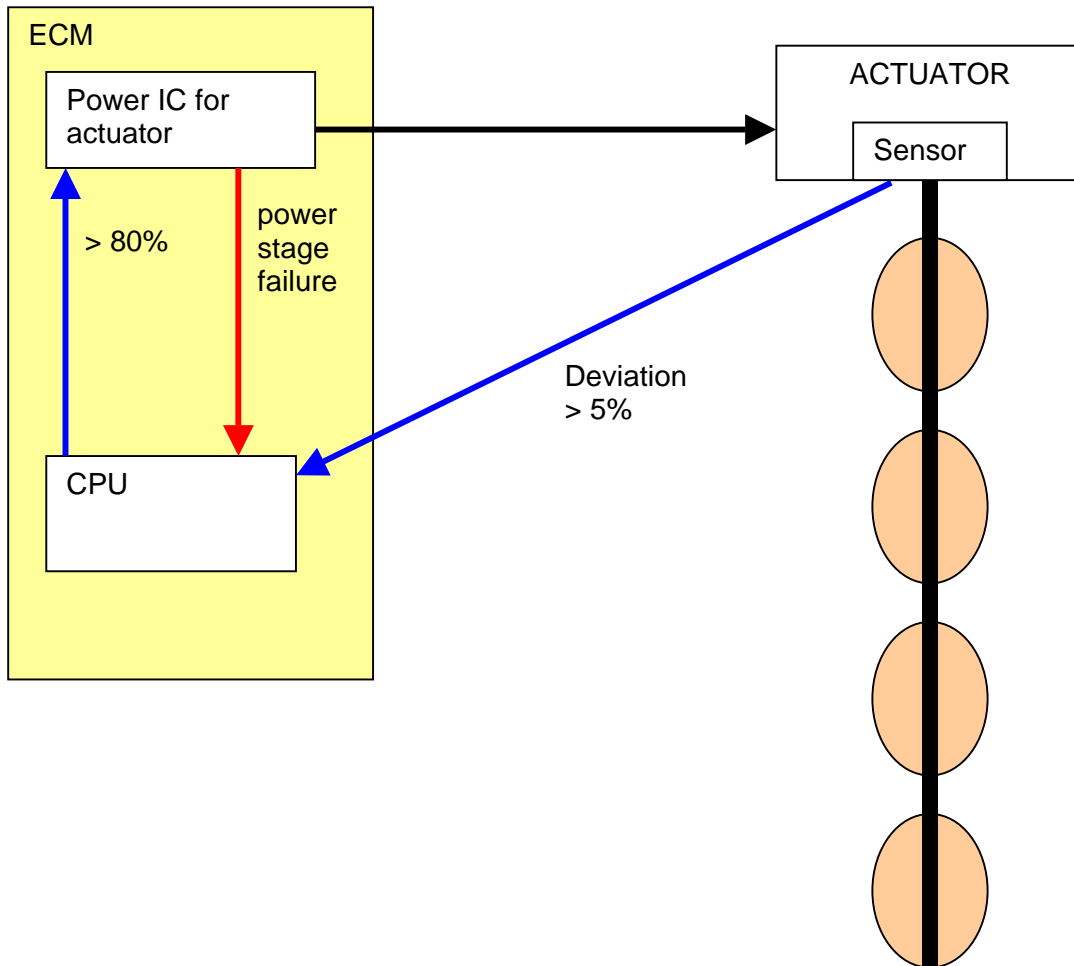 ECM
Power IC for
actuator
ACTUATOR
Sensor
> 80%
power
stage
failure
Deviation
> 5%
CPU